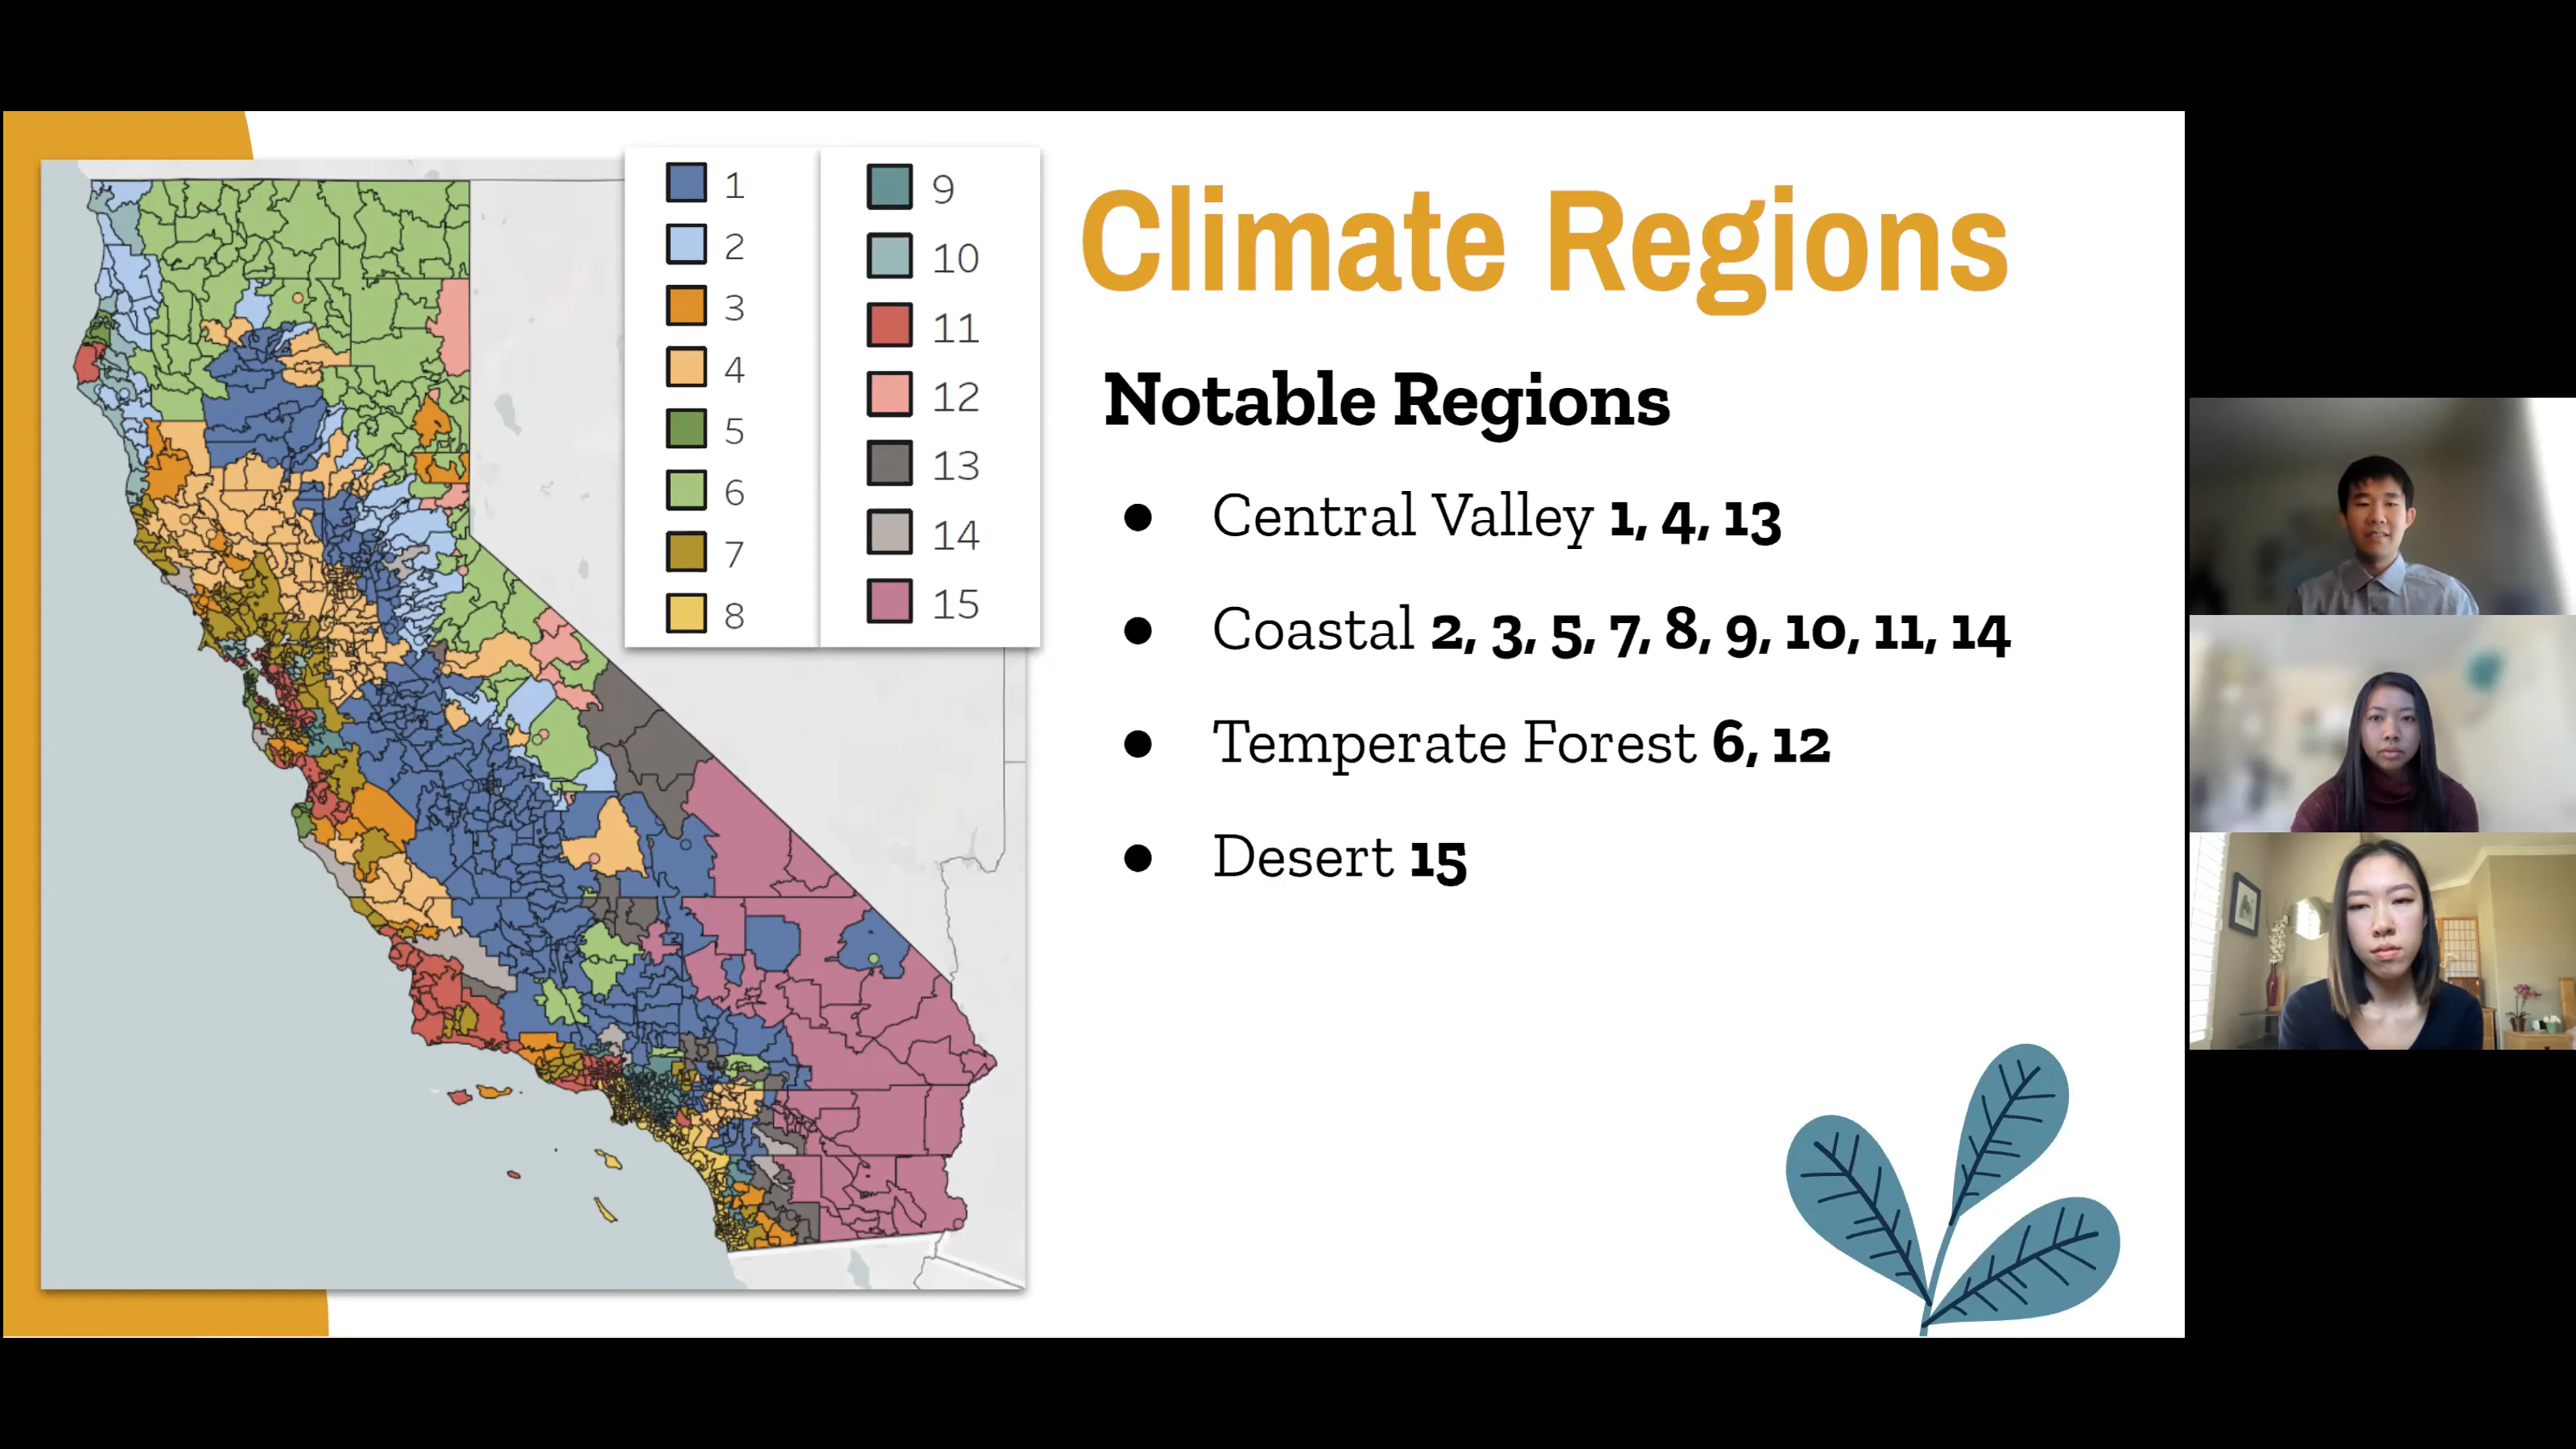 1
2
3
4
5
6
7
8
9
10
11
12
13
14
15
Climate Regions
Notable Regions
● Central Valley 1, 4, 13
● Coastal 2, 3, 5, 7, 8, 9, 10, 11, 14
● Temperate Forest 6, 12
● Desert 15